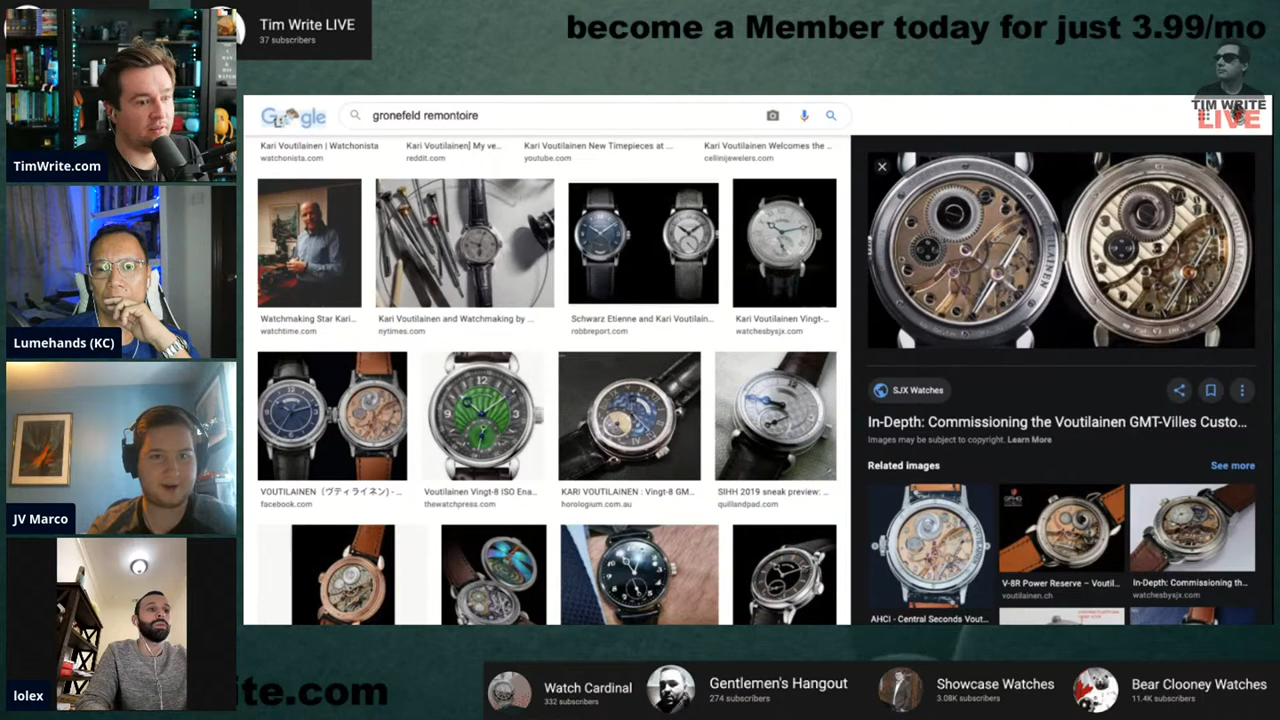 Tim Write LIVE
37 subscribers
become a Member today for just 3.99/mo
TIM WRITE
LIVE
TimWrite.com
Lumehands (KC)
JV Marco
lolex
Google
gronefeld remontoire
Kari Voutilainen | Watchonista
watchonista.com
Kari Voutilainen] My ve...
reddit.com
Kari Voutilainen New Timepieces at ...
youtube.com
Kari Voutilainen Welcomes the ...
cellinijewelers.com
Watchmaking Star Kari...
watchtime.com
Kari Voutilainen and Watchmaking by ...
nytimes.com
Schwarz Etienne and Kari Voutilain...
robbreport.com
Kari Voutilainen Vingt-...
watchesbysjx.com
VOUTILAINEN（ヴティライネン) - ...
facebook.com
Voutilainen Vingt-8 ISO Ena...
thewatchpress.com
KARI VOUTILAINEN : Vingt-8 GM...
horologium.com.au
SIHH 2019 sneak preview: ...
quillandpad.com
SJX Watches
In-Depth: Commissioning the Voutilainen GMT-Villes Custo...
Images may be subject to copyright. Learn More
Related images
See more
AHCI - Central Seconds Vout...
V-8R Power Reserve – Voutil...
voutilainen.ch
In-Depth: Commissioning th...
watchesbysjx.com
ite.com
Watch Cardinal
332 subscribers
Gentlemen's Hangout
274 subscribers
Showcase Watches
3.08K subscribers
Bear Clooney Watches
11.4K subscribers